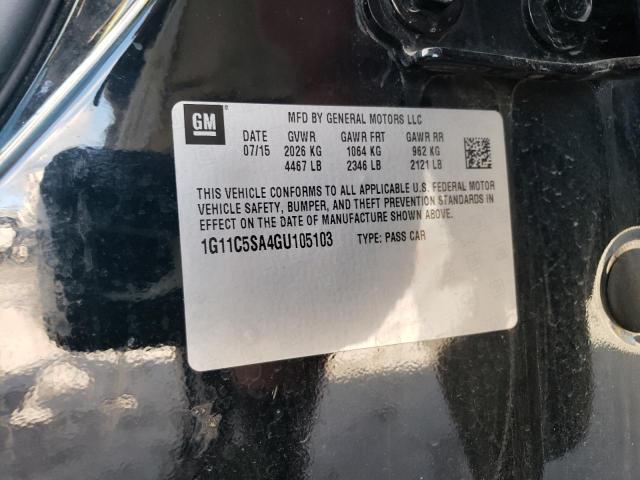 GM
MFD BY GENERAL MOTORS LLC
DATE GVWR GAWR FRT GAWR RR
07/15 2026 KG 1064 KG 962 KG
4467 LB 2346 LB 2121 LB
THIS VEHICLE CONFORMS TO ALL APPLICABLE U.S. FEDERAL MOTOR
VEHICLE SAFETY, BUMPER, AND THEFT PREVENTION STANDARDS IN
EFFECT ON THE DATE OF MANUFACTURE SHOWN ABOVE.
1G11C5SA4GU105103 TYPE: PASS CAR